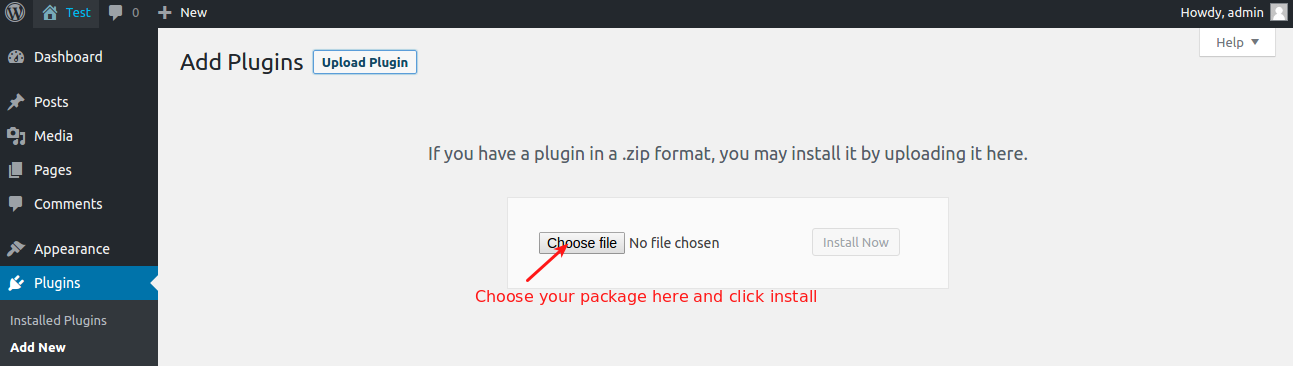 Test 0 New Howdy, admin
Help
Dashboard
Posts
Media
Pages
Comments
Appearance
Plugins
Installed Plugins
Add New
Add Plugins Upload Plugin
If you have a plugin in a .zip format, you may install it by uploading it here.
Choose file No file chosen Install Now
Choose your package here and click install